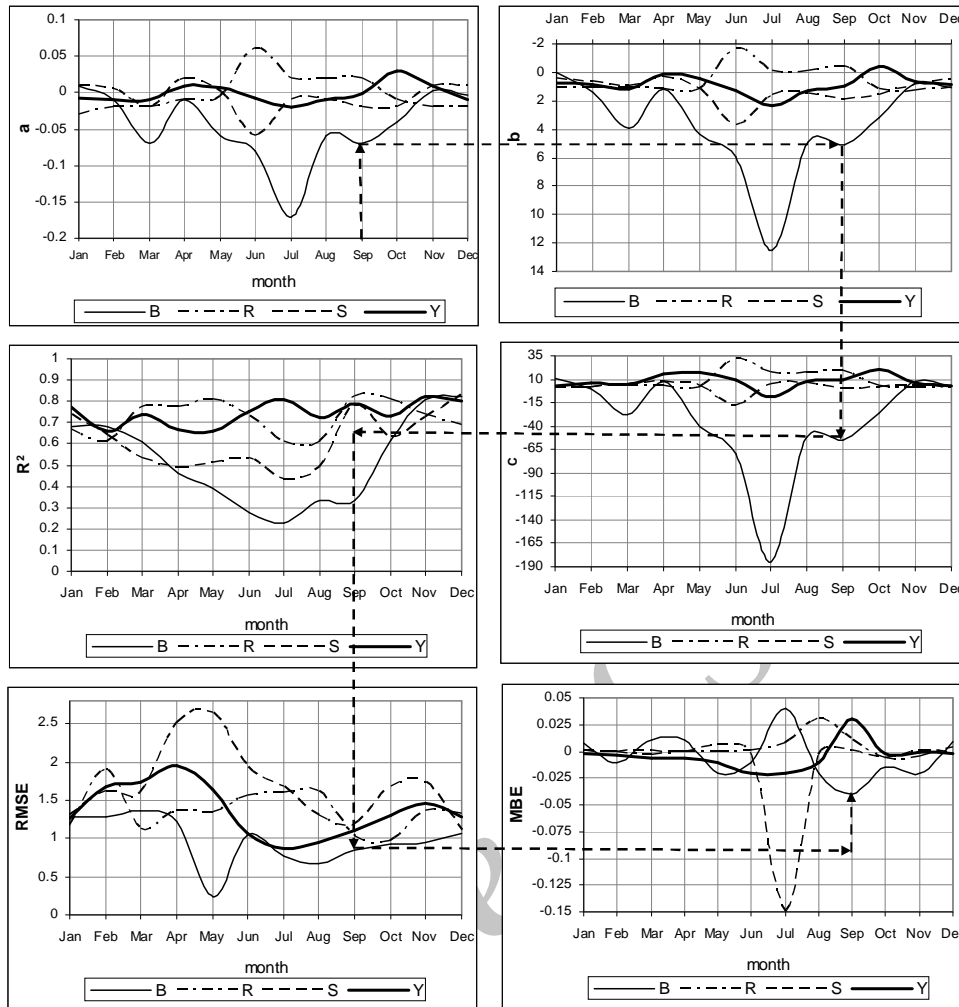 0.1
0.05
0
-0.05
-0.1
-0.15
-0.2
a
Jan Feb Mar Apr May Jun Jul Aug Sep Oct Nov Dec
month
B R S Y
Jan Feb Mar Apr May Jun Jul Aug Sep Oct Nov Dec
-2
0
2
4
6
8
10
12
14
b
B R S Y
1
0.9
0.8
0.7
0.6
0.5
0.4
0.3
0.2
0.1
0
R²
Jan Feb Mar Apr May Jun Jul Aug Sep Oct Nov Dec
month
B R S Y
35
10
-15
-40
-65
-90
-115
-140
-165
-190
c
Jan Feb Mar Apr May Jun Jul Aug Sep Oct Nov Dec
month
B R S Y
2.5
2
1.5
1
0.5
0
RMSE
Jan Feb Mar Apr May Jun Jul Aug Sep Oct Nov Dec
month
B R S Y
0.05
0.025
0
-0.025
-0.05
-0.075
-0.1
-0.125
-0.15
MBE
Jan Feb Mar Apr May Jun Jul Aug Sep Oct Nov Dec
month
B R S Y